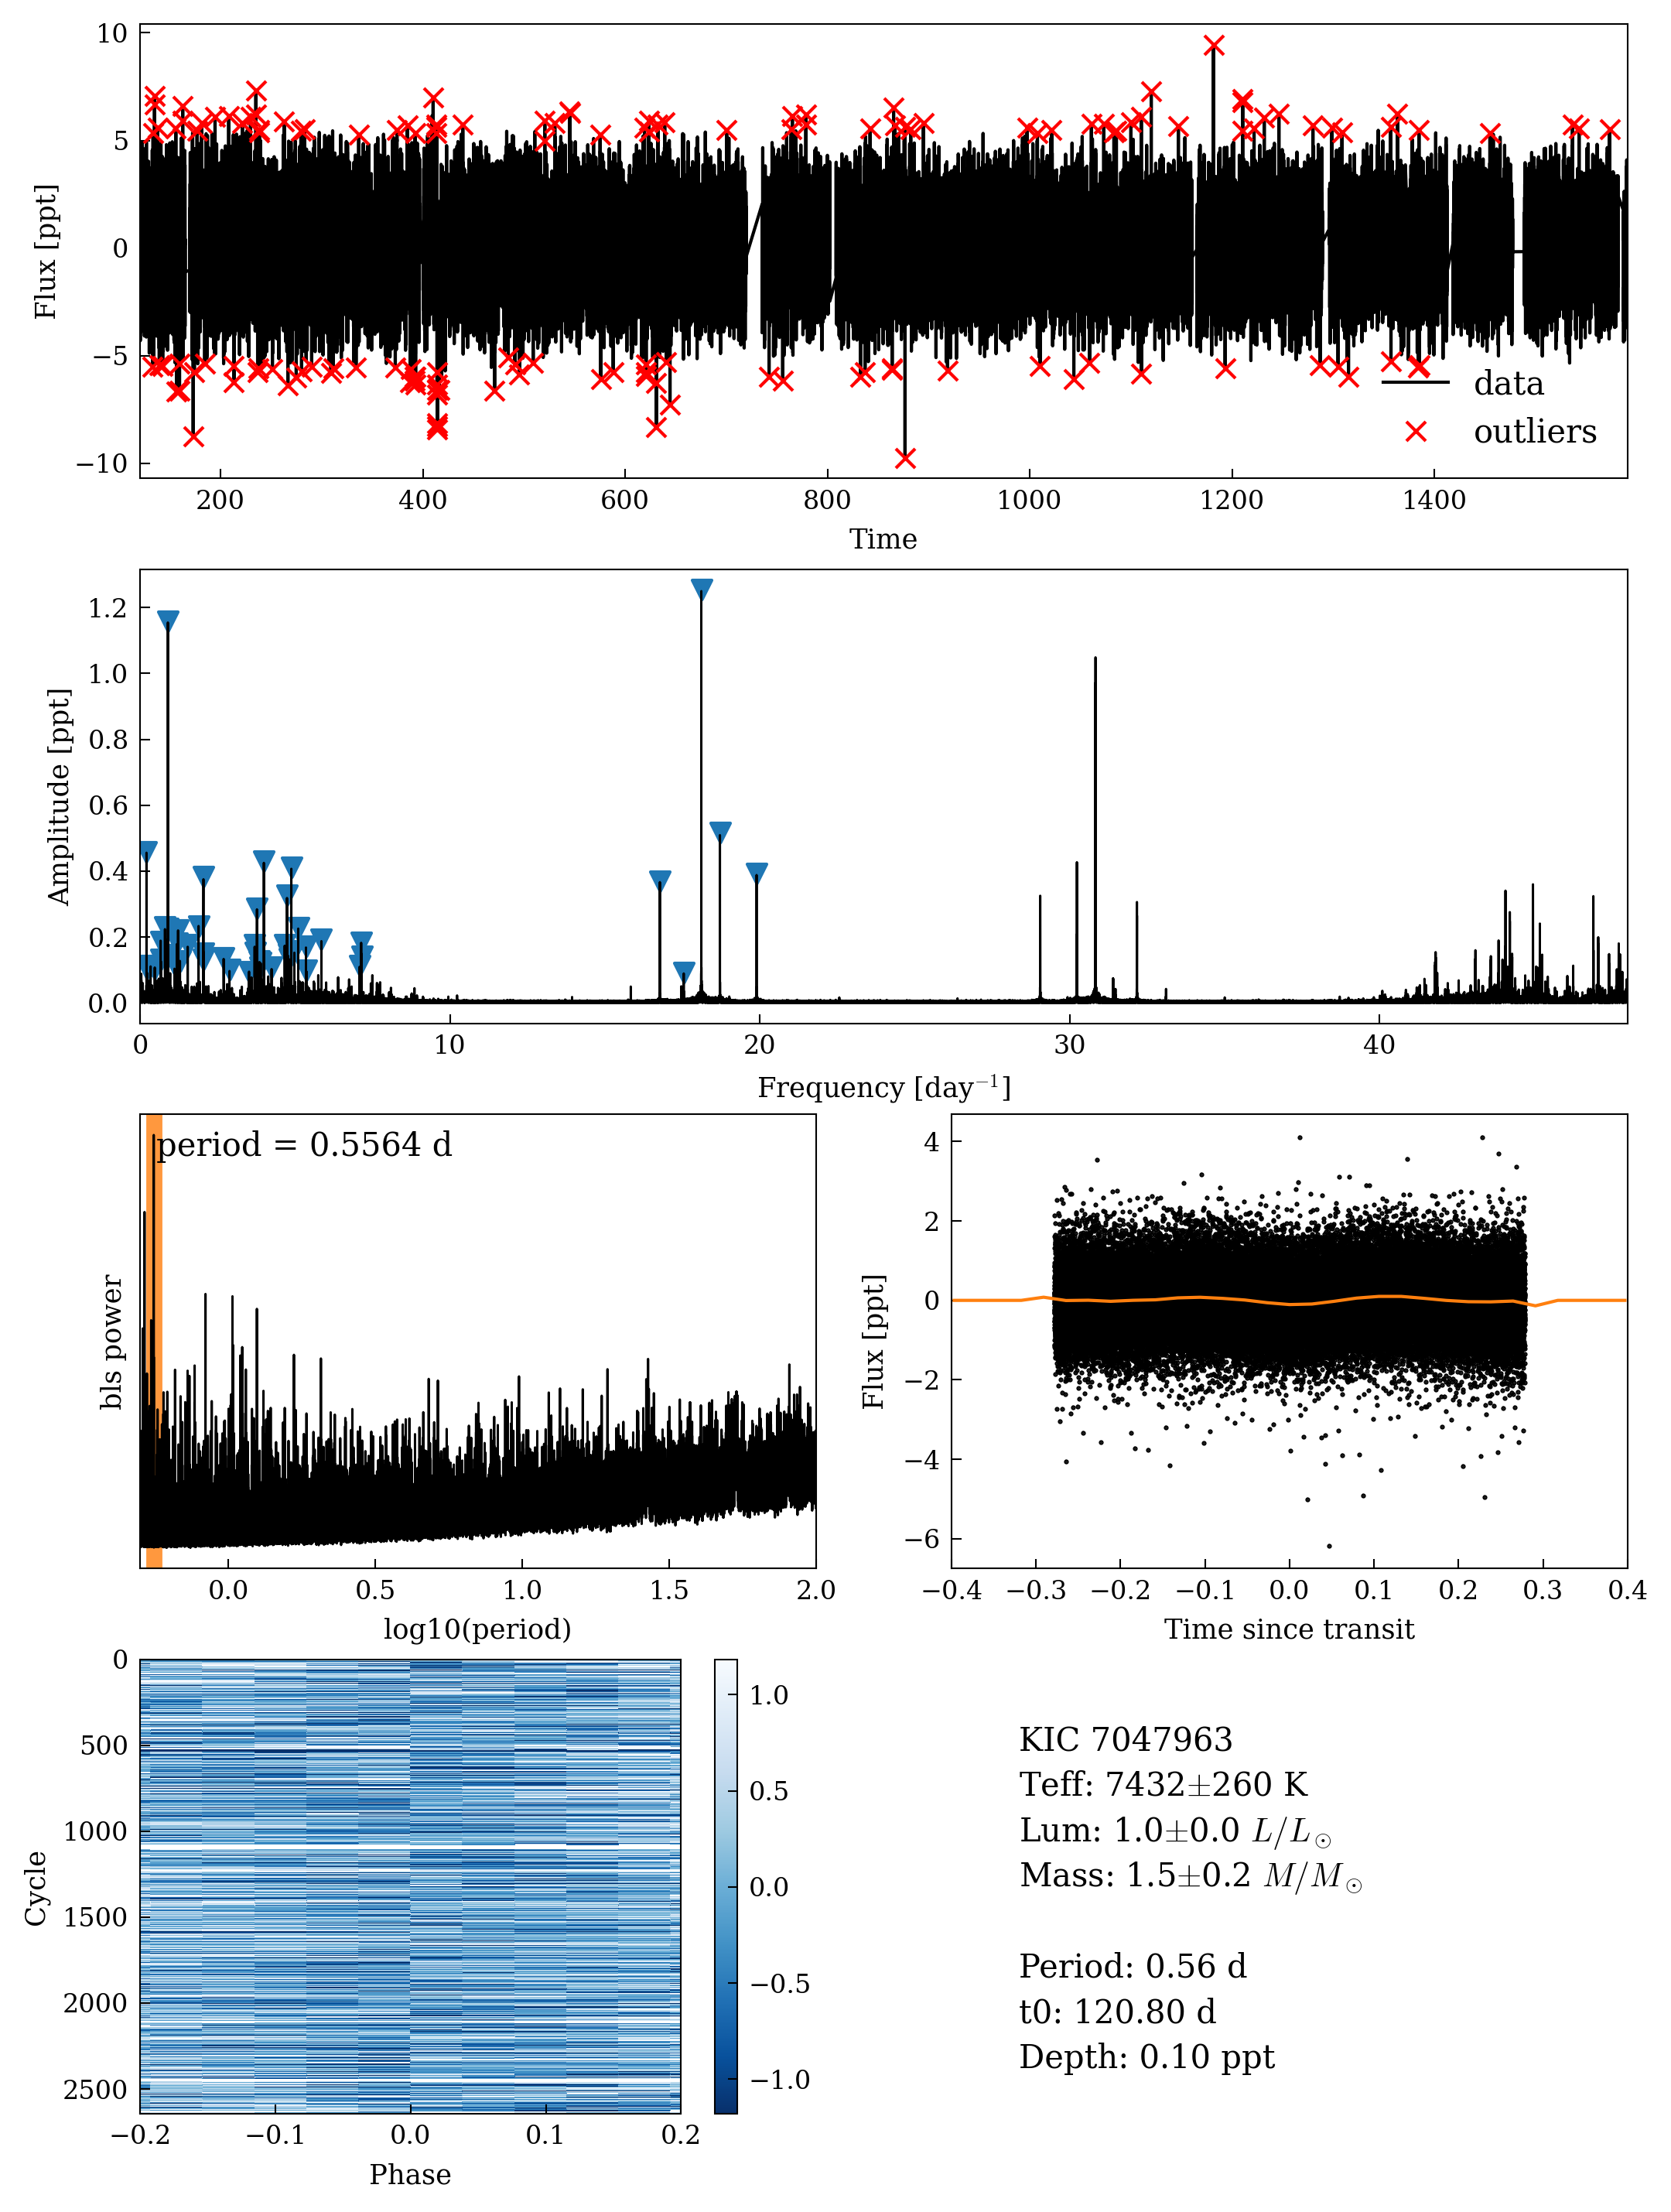 10
5
0
−5
−10
Flux [ppt]
data
outliers
200 400 600 800 1000 1200 1400
Time
1.2
1.0
0.8
0.6
0.4
0.2
0.0
Amplitude [ppt]
0 10 20 30 40
Frequency [day⁻¹]
period = 0.5564 d
bls power
0.0 0.5 1.0 1.5 2.0
log10(period)
4
2
0
−2
−4
−6
Flux [ppt]
−0.4 −0.3 −0.2 −0.1 0.0 0.1 0.2 0.3 0.4
Time since transit
0
500
1000
1500
2000
2500
Cycle
−0.2 −0.1 0.0 0.1 0.2
Phase
1.0
0.5
0.0
−0.5
−1.0
KIC 7047963
Teff: 7432±260 K
Lum: 1.0±0.0 L/L☉
Mass: 1.5±0.2 M/M☉
Period: 0.56 d
t0: 120.80 d
Depth: 0.10 ppt